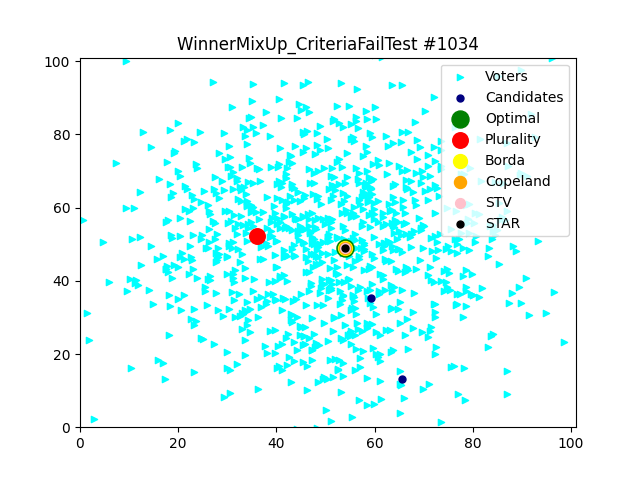 WinnerMixUp_CriteriaFailTest #1034
100
80
60
40
20
0
0
20
40
60
80
100
Voters
Candidates
Optimal
Plurality
Borda
Copeland
STV
STAR